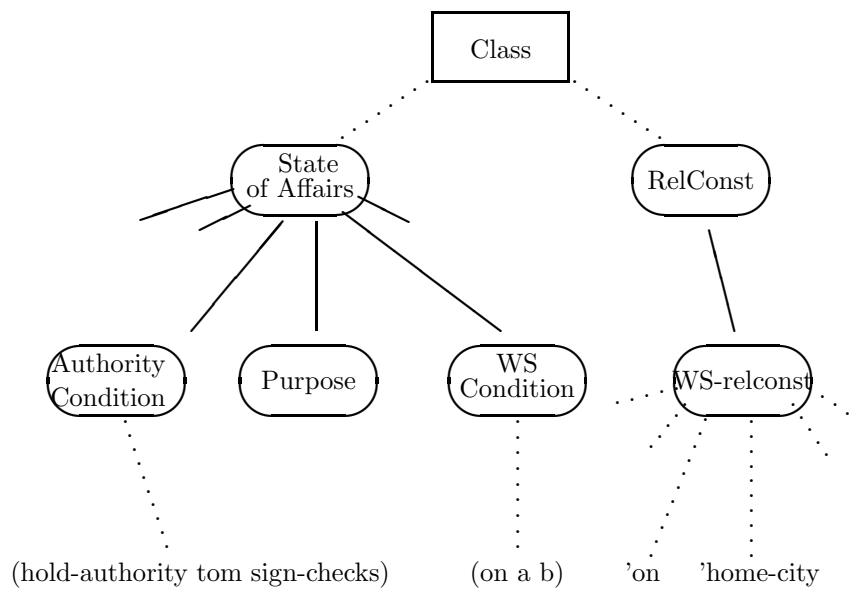 Class
State
of Affairs
RelConst
Authority
Condition
Purpose
WS
Condition
WS-relconst
(hold-authority tom sign-checks)
(on a b)
'on
'home-city